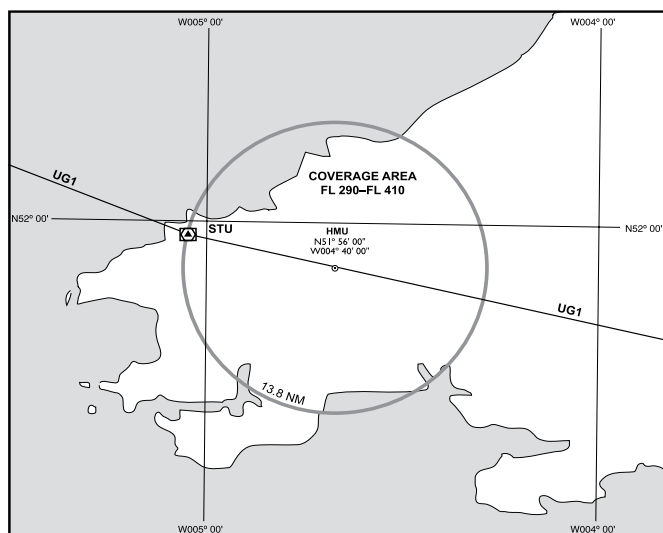 W005° 00'
W004° 00'
UG1
COVERAGE AREA
FL 290–FL 410
N52° 00'
STU
HMU
N51° 56' 00"
W004° 40' 00"
N52° 00'
UG1
13.8 NM
W005° 00'
W004° 00'